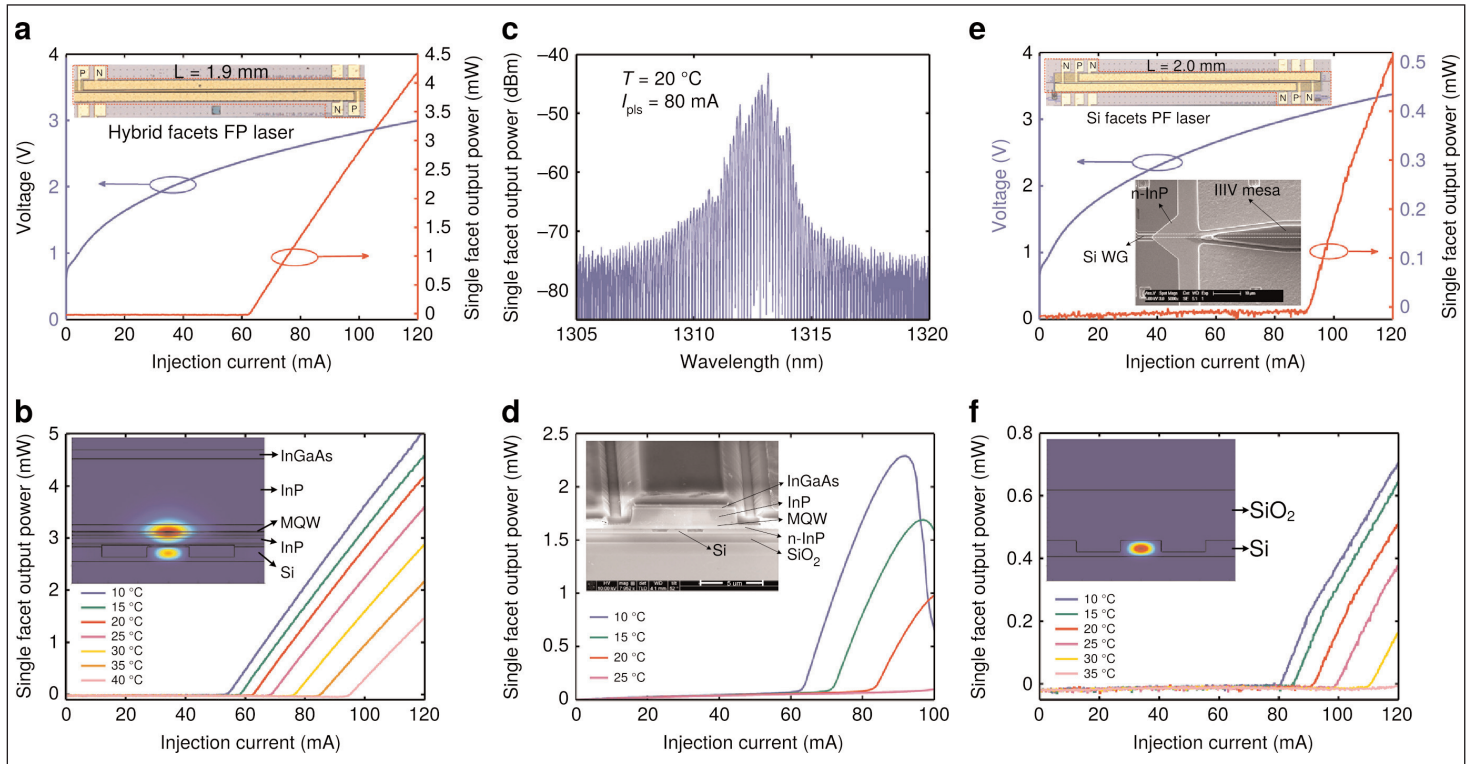 a
L = 1.9 mm
P N
N P
Hybrid facets FP laser
Voltage (V)
4
3
2
1
0
0 20 40 60 80 100 120
Injection current (mA)
4.5
4
3.5
3
2.5
2
1.5
1
0.5
0
Single facet output power (mW)
c
T = 20 °C
Ipls = 80 mA
Single facet output power (dBm)
−40
−50
−60
−70
−80
1305 1310 1315 1320
Wavelength (nm)
e
N P N
L = 2.0 mm
N P N
Si facets PF laser
n-InP
IIIV mesa
Si WG
Voltage (V)
4
3
2
1
0
0 20 40 60 80 100 120
Injection current (mA)
0.5
0.4
0.3
0.2
0.1
0
Single facet output power (mW)
b
InGaAs
InP
MQW
InP
Si
10 °C
15 °C
20 °C
25 °C
30 °C
35 °C
40 °C
Single facet output power (mW)
5
4
3
2
1
0
0 20 40 60 80 100 120
Injection current (mA)
d
InGaAs
InP
MQW
n-InP
SiO2
Si
5 µm
10 °C
15 °C
20 °C
25 °C
Single facet output power (mW)
2.5
2
1.5
1
0.5
0
0 20 40 60 80 100
Injection current (mA)
f
SiO2
Si
10 °C
15 °C
20 °C
25 °C
30 °C
35 °C
Single facet output power (mW)
0.8
0.6
0.4
0.2
0
0 20 40 60 80 100 120
Injection current (mA)